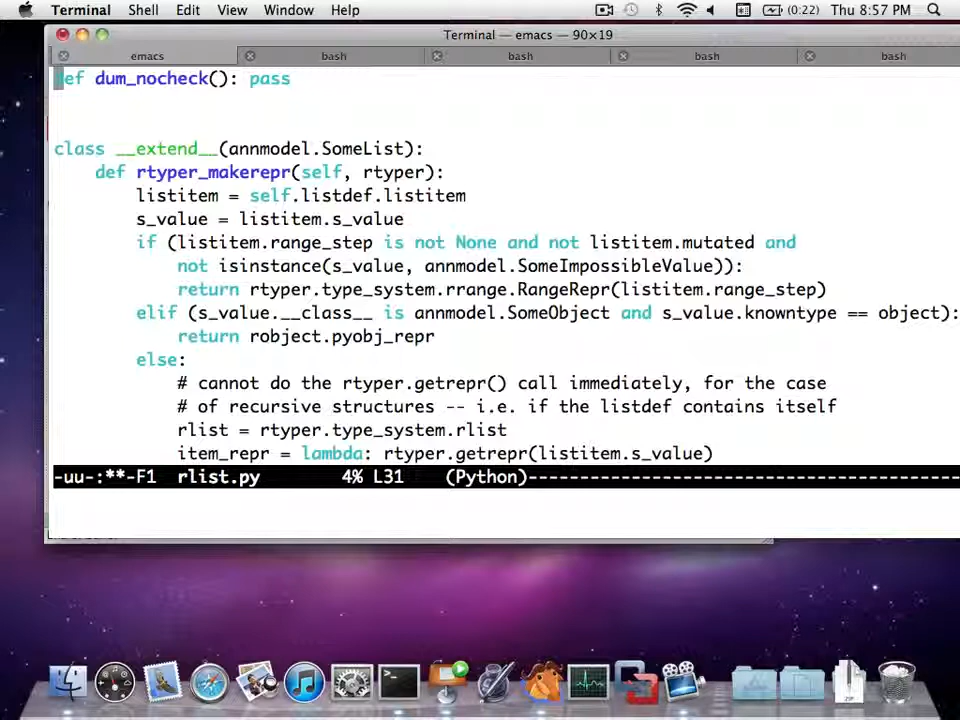 Terminal Shell Edit View Window Help (0:22) Thu 8:57 PM
Terminal — emacs — 90×19
emacs bash bash bash bash
def dum_nocheck(): pass
class __extend__(annmodel.SomeList):
def rtyper_makerepr(self, rtyper):
listitem = self.listdef.listitem
s_value = listitem.s_value
if (listitem.range_step is not None and not listitem.mutated and
not isinstance(s_value, annmodel.SomeImpossibleValue)):
return rtyper.type_system.rrange.RangeRepr(listitem.range_step)
elif (s_value.__class__ is annmodel.SomeObject and s_value.knowntype == object):
return robject.pyobj_repr
else:
# cannot do the rtyper.getrepr() call immediately, for the case
# of recursive structures -- i.e. if the listdef contains itself
rlist = rtyper.type_system.rlist
item_repr = lambda: rtyper.getrepr(listitem.s_value)
-uu-:**-F1 rlist.py 4% L31 (Python)------------------------------------------